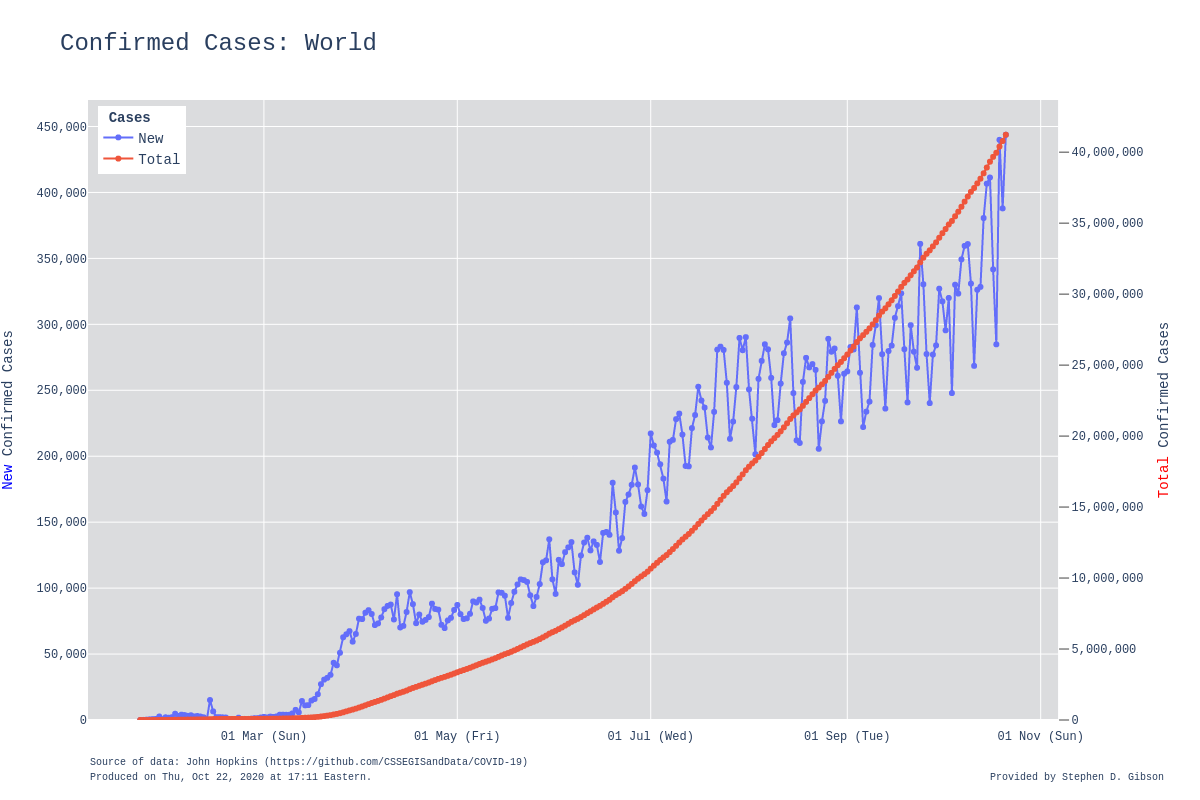 Confirmed Cases: World
Cases
New
Total
450,000
400,000
350,000
300,000
250,000
200,000
150,000
100,000
50,000
0
New Confirmed Cases
40,000,000
35,000,000
30,000,000
25,000,000
20,000,000
15,000,000
10,000,000
5,000,000
0
Total Confirmed Cases
01 Mar (Sun)
01 May (Fri)
01 Jul (Wed)
01 Sep (Tue)
01 Nov (Sun)
Source of data: John Hopkins (https://github.com/CSSEGISandData/COVID-19)
Produced on Thu, Oct 22, 2020 at 17:11 Eastern.
Provided by Stephen D. Gibson